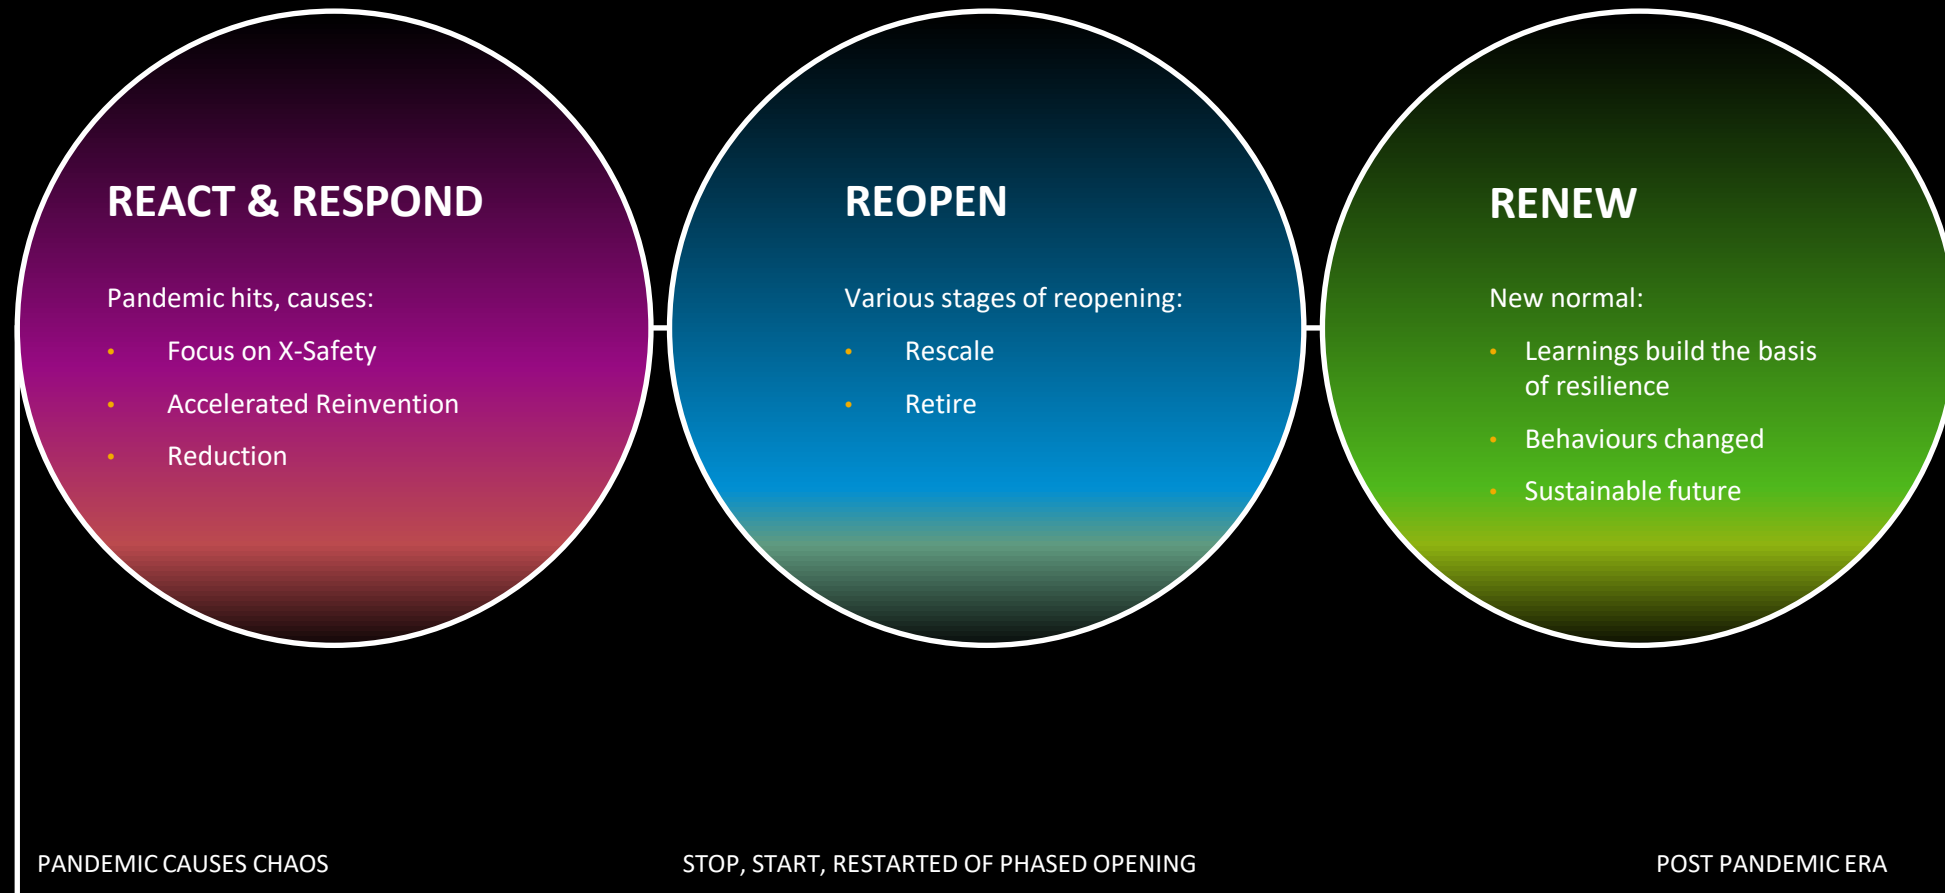 REACT & RESPOND
Pandemic hits, causes:
• Focus on X-Safety
• Accelerated Reinvention
• Reduction
REOPEN
Various stages of reopening:
• Rescale
• Retire
RENEW
New normal:
• Learnings build the basis
of resilience
• Behaviours changed
• Sustainable future
PANDEMIC CAUSES CHAOS
STOP, START, RESTARTED OF PHASED OPENING
POST PANDEMIC ERA